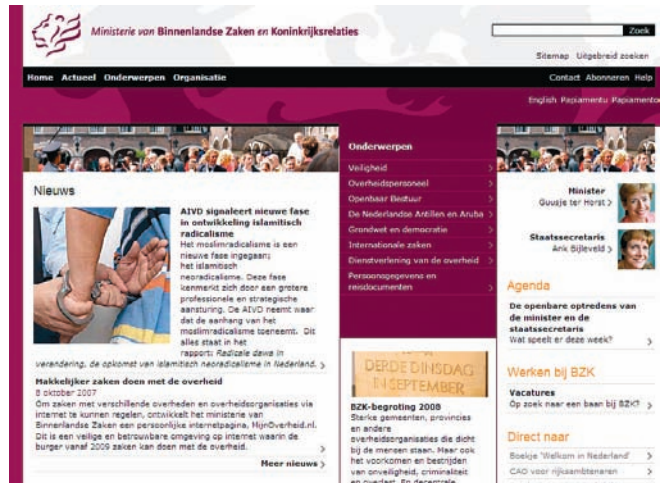 Ministerie van Binnenlandse Zaken en Koninkrijksrelaties
Zoek
Sitemap Uitgebreid zoeken
Home Actueel Onderwerpen Organisatie
Contact Abonneren Help
English Papiamentu Papiamento
Nieuws
AIVD signaleert nieuwe fase
in ontwikkeling islamitisch
radicalisme
Het moslimradicalisme is een
nieuwe fase ingegaan;
het islamitisch
neoradicalisme. Deze fase
kenmerkt zich door een grotere
professionele en strategische
aansturing. De AIVD neemt waar
dat de aanhang van het
moslimradicalisme toeneemt. Dit
alles staat in het
rapport: Radicale dawa in
verandering, de opkomst van islamitisch neoradicalisme in Nederland. >
Makkelijker zaken doen met de overheid
8 oktober 2007
Om zaken met verschillende overheden en overheidsorganisaties via
internet te kunnen regelen, ontwikkelt het ministerie van
Binnenlandse Zaken een persoonlijke internetpagina, MijnOverheid.nl.
Dit is een veilige en betrouwbare omgeving op internet waarin de
burger vanaf 2009 zaken kan doen met de overheid. >
Meer nieuws >
Onderwerpen
Veiligheid >
Overheidspersoneel >
Openbaar Bestuur >
De Nederlandse Antillen en Aruba >
Grondwet en democratie >
Internationale zaken >
Dienstverlening van de overheid >
Persoonsgegevens en
reisdocumenten >
DERDE DINSDAG
IN SEPTEMBER
BZK-begroting 2008
Sterke gemeenten, provincies
en andere
overheidsorganisaties die dicht
bij de mensen staan. Maar ook
het voorkomen en bestrijden
van onveiligheid, criminaliteit
en overlast. En decentrale
Minister
Guusje ter Horst >
Staatssecretaris
Ank Bijleveld >
Agenda
De openbare optredens van
de minister en de
staatssecretaris
Wat speelt er deze week? >
Werken bij BZK
Vacatures
Op zoek naar een baan bij BZK? >
Direct naar
Boekje 'Welkom in Nederland' >
CAO voor rijksambtenaren >